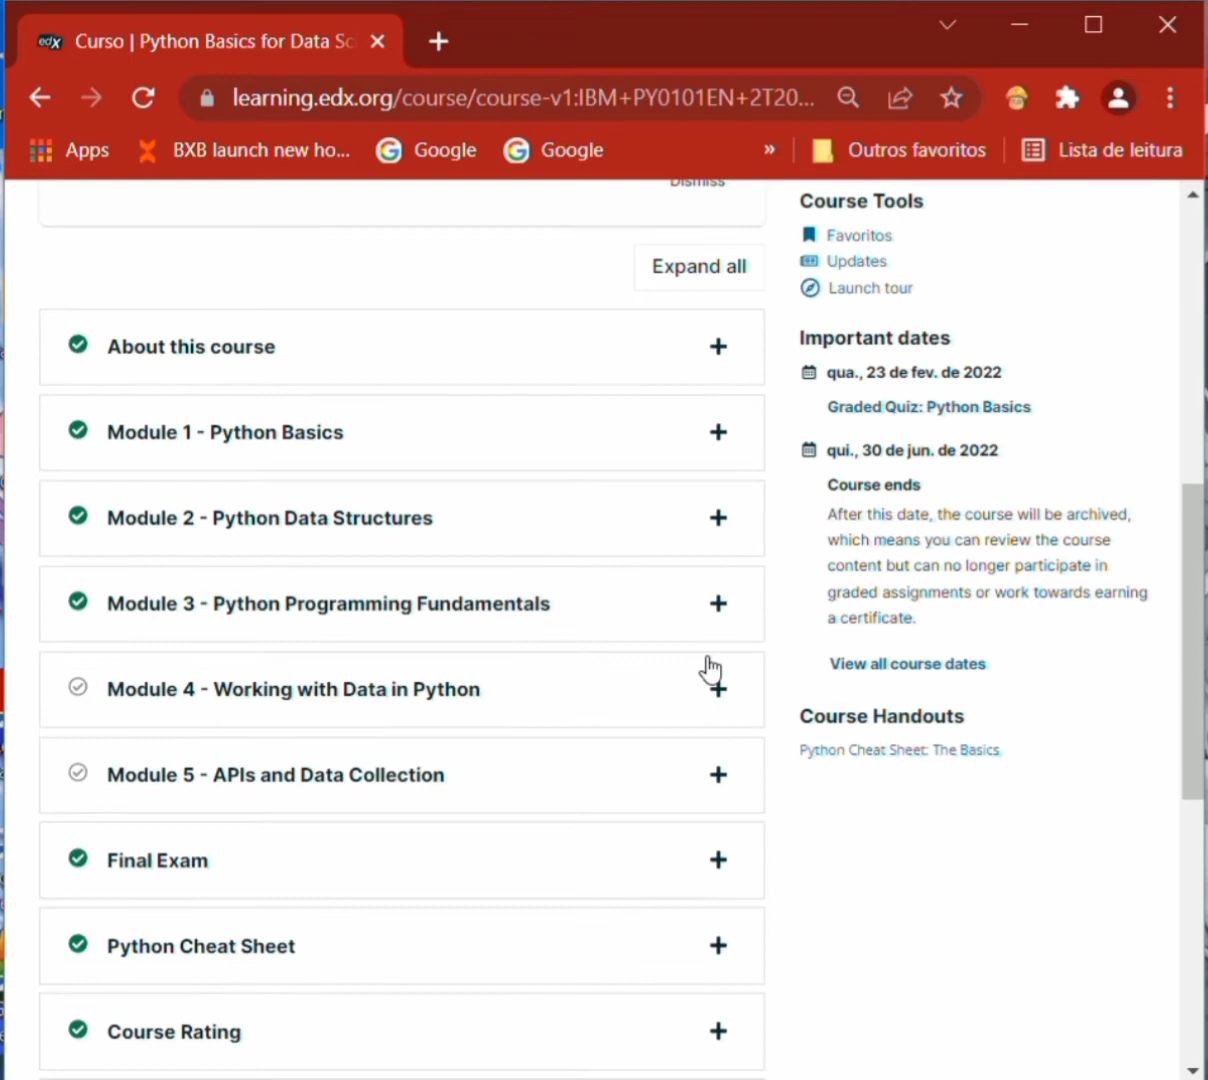 edX Curso | Python Basics for Data Sc
learning.edx.org/course/course-v1:IBM+PY0101EN+2T20...
Apps BXB launch new ho... Google Google » Outros favoritos Lista de leitura
Dismiss
Expand all
About this course
Module 1 - Python Basics
Module 2 - Python Data Structures
Module 3 - Python Programming Fundamentals
Module 4 - Working with Data in Python
Module 5 - APIs and Data Collection
Final Exam
Python Cheat Sheet
Course Rating
Course Tools
Favoritos
Updates
Launch tour
Important dates
qua., 23 de fev. de 2022
Graded Quiz: Python Basics
qui., 30 de jun. de 2022
Course ends
After this date, the course will be archived,
which means you can review the course
content but can no longer participate in
graded assignments or work towards earning
a certificate.
View all course dates
Course Handouts
Python Cheat Sheet: The Basics